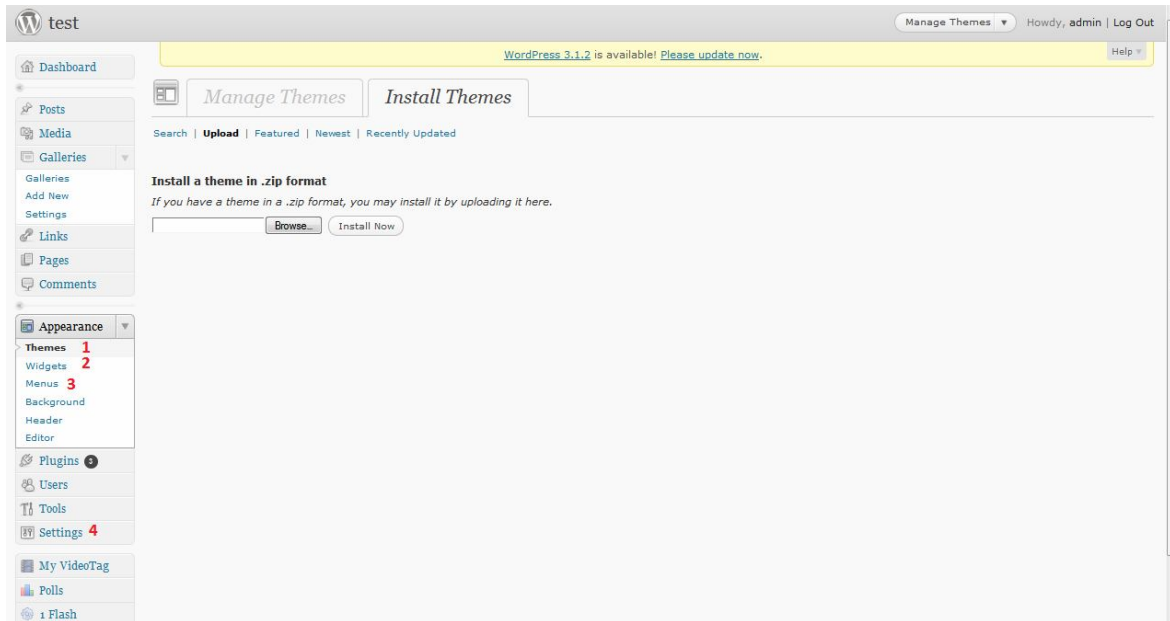 test
Manage Themes
Howdy, admin | Log Out
WordPress 3.1.2 is available! Please update now.
Help
Dashboard
Posts
Media
Galleries
Galleries
Add New
Settings
Links
Pages
Comments
Appearance
Themes 1
Widgets 2
Menus 3
Background
Header
Editor
Plugins 3
Users
Tools
Settings 4
My VideoTag
Polls
1 Flash
Manage Themes
Install Themes
Search | Upload | Featured | Newest | Recently Updated
Install a theme in .zip format
If you have a theme in a .zip format, you may install it by uploading it here.
Browse... Install Now